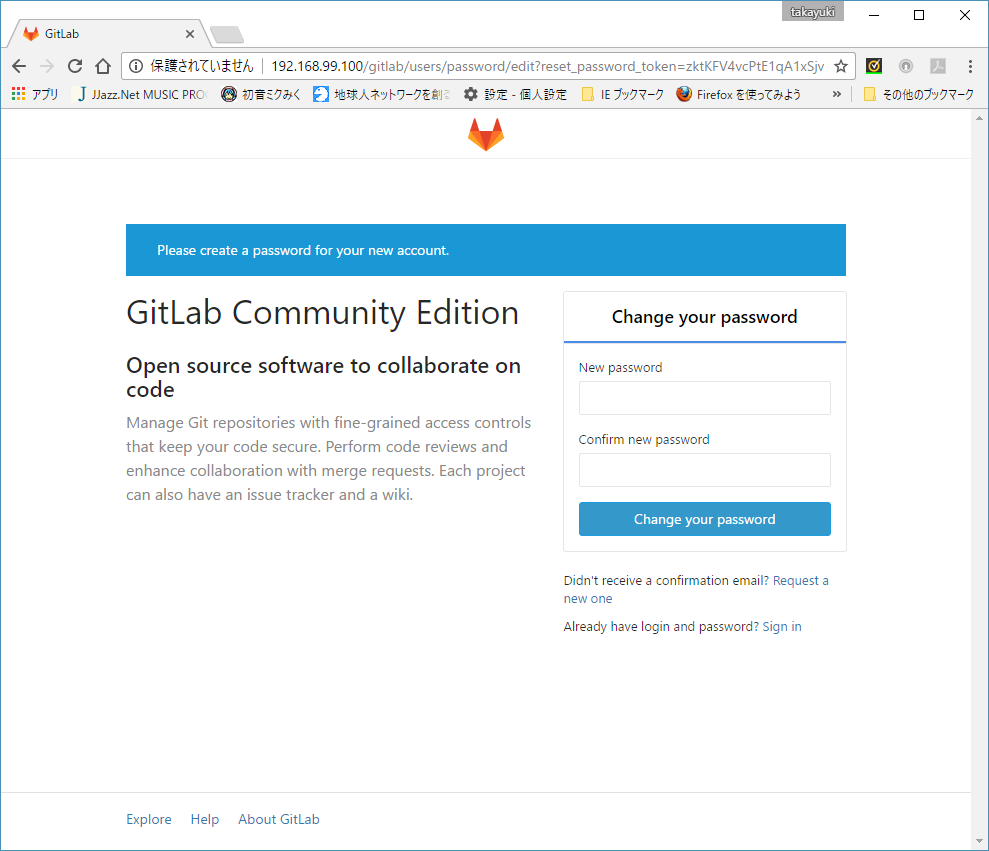 takayuki
GitLab
保護されていません 192.168.99.100/gitlab/users/password/edit?reset_password_token=zktKFV4vcPtE1qA1xSjv
アプリ JJazz.Net MUSIC PRO 初音ミクみく 地球人ネットワークを創る 設定 - 個人設定 IE ブックマーク Firefox を使ってみよう » その他のブックマーク
Please create a password for your new account.
GitLab Community Edition
Open source software to collaborate on
code
Manage Git repositories with fine-grained access controls
that keep your code secure. Perform code reviews and
enhance collaboration with merge requests. Each project
can also have an issue tracker and a wiki.
Change your password
New password
Confirm new password
Change your password
Didn't receive a confirmation email? Request a
new one
Already have login and password? Sign in
Explore Help About GitLab